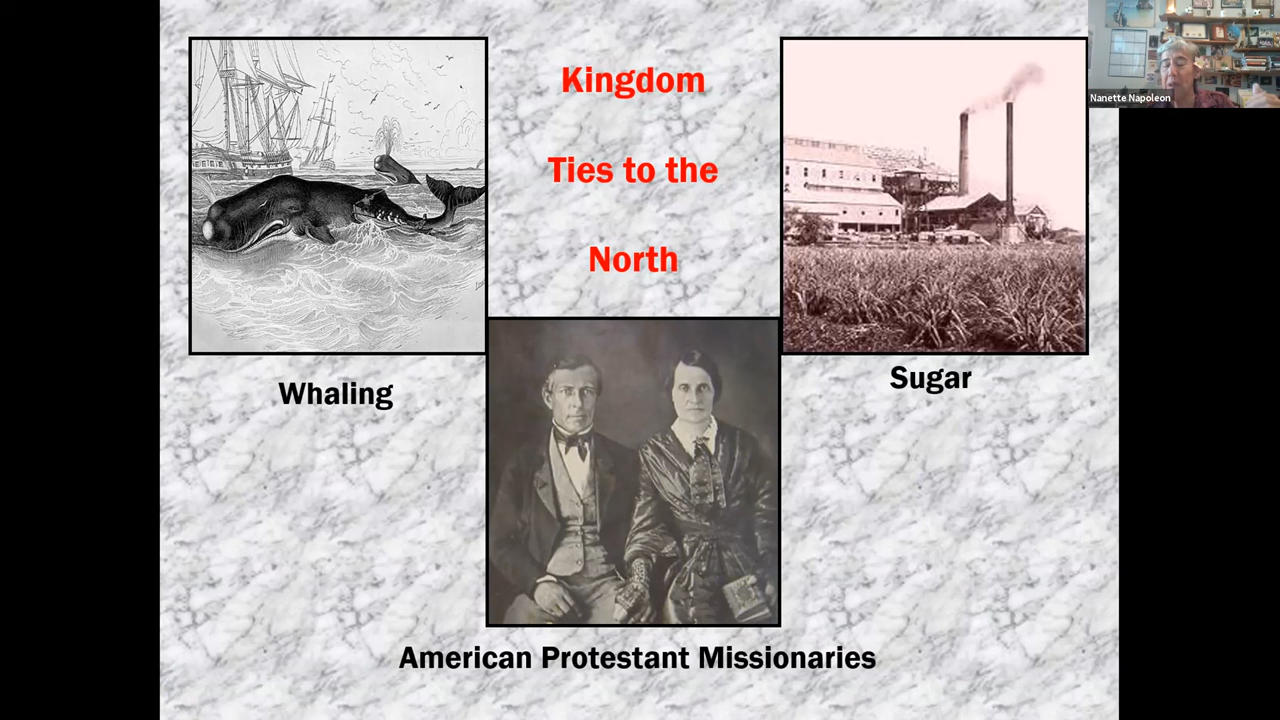 Kingdom
Ties to the
North
Nanette Napoleon
Whaling
Sugar
American Protestant Missionaries